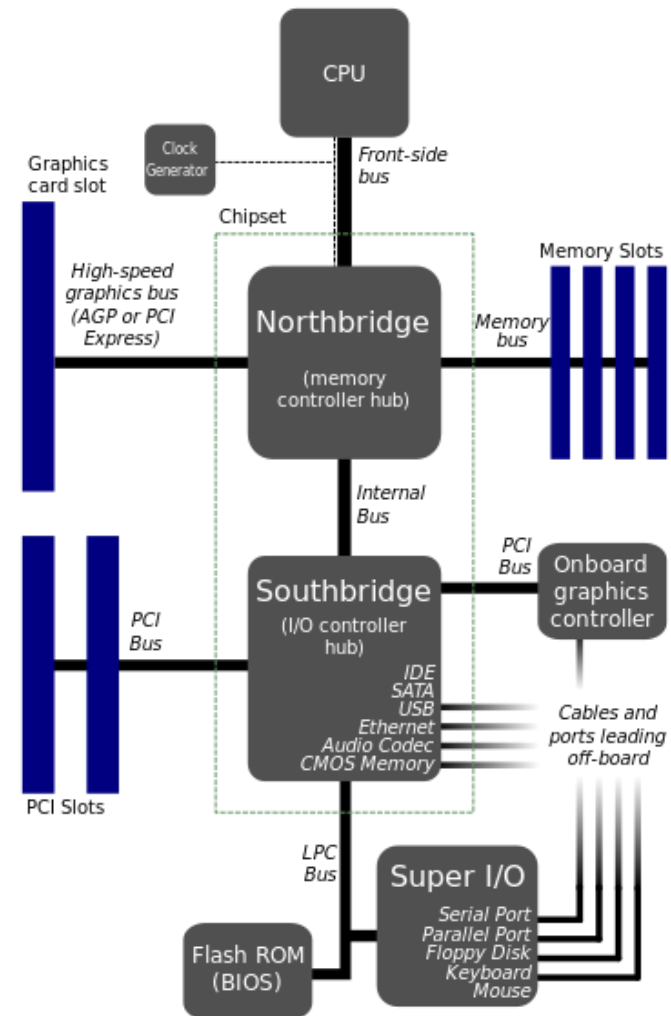 CPU
Clock
Generator
Front-side
bus
Graphics
card slot
Chipset
High-speed
graphics bus
(AGP or PCI
Express)
Northbridge
(memory
controller hub)
Memory Slots
Memory
bus
Internal
Bus
PCI
Bus
Onboard
graphics
controller
Southbridge
(I/O controller
hub)
PCI
Bus
IDE
SATA
USB
Ethernet
Audio Codec
CMOS Memory
Cables and
ports leading
off-board
PCI Slots
LPC
Bus
Super I/O
Serial Port
Parallel Port
Floppy Disk
Keyboard
Mouse
Flash ROM
(BIOS)